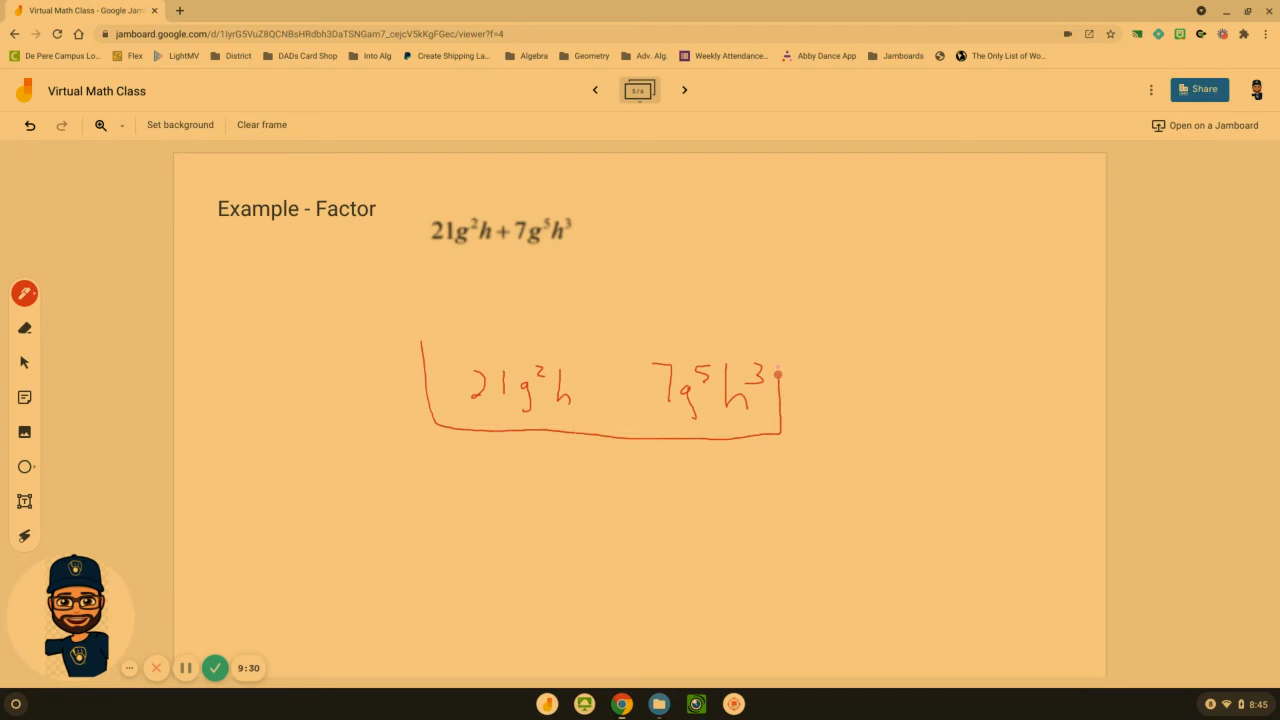 Virtual Math Class - Google Jam
jamboard.google.com/d/1IyrG5VuZ8QCNBsHRdbh3DaTSNGam7_cejcV5kKgFGec/viewer?f=4
De Pere Campus Lo... Flex LightMV District DADs Card Shop Into Alg Create Shipping La... Algebra Geometry Adv. Alg. Weekly Attendance... Abby Dance App Jamboards The Only List of Wo...
Virtual Math Class 5 / 6 Share
Set background Clear frame Open on a Jamboard
Example - Factor
21g²h + 7g⁵h³
21g²h 7g⁵h³
9:30
8:45